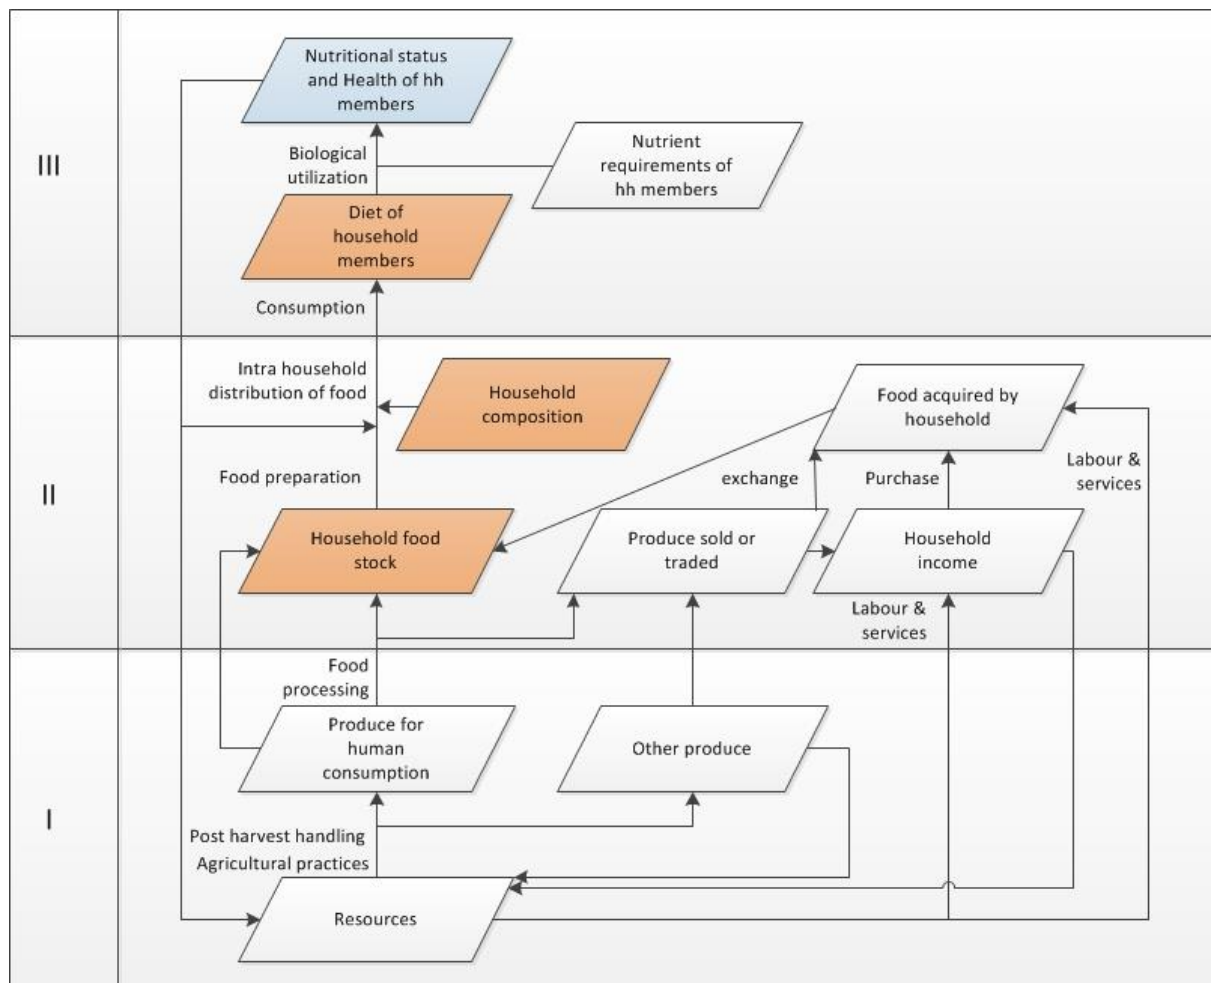 III
Nutritional status
and Health of hh
members
Biological
utilization
Nutrient
requirements of
hh members
Diet of
household
members
Consumption
II
Intra household
distribution of food
Household
composition
Food acquired by
household
Food preparation
exchange
Purchase
Labour &
services
Household food
stock
Produce sold or
traded
Household
income
Labour &
services
I
Food
processing
Produce for
human
consumption
Other produce
Post harvest handling
Agricultural practices
Resources